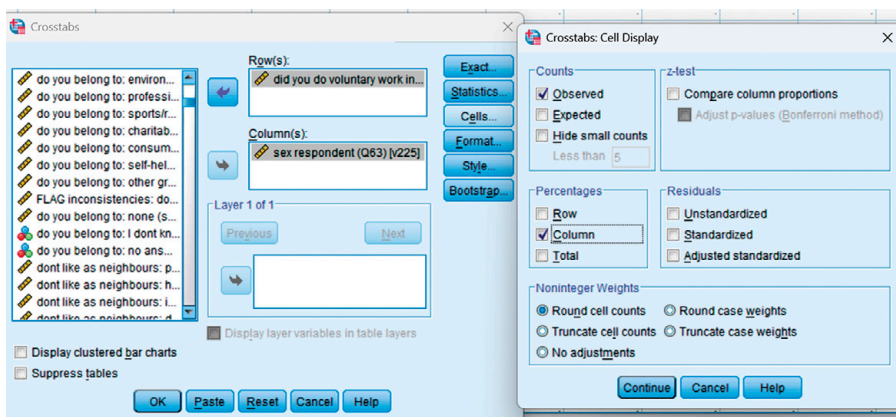 Crosstabs
do you belong to: environ...
do you belong to: professi...
do you belong to: sports/r...
do you belong to: charitab...
do you belong to: consum...
do you belong to: self-hel...
do you belong to: other gr...
FLAG inconsistencies: do...
do you belong to: none (s...
do you belong to: I dont kn...
do you belong to: no ans...
dont like as neighbours: p...
dont like as neighbours: h...
dont like as neighbours: i...
dont like as neighbours: d
Row(s):
did you do voluntary work in...
Column(s):
sex respondent (Q63) [v225]
Layer 1 of 1
Previous
Next
Display layer variables in table layers
Exact...
Statistics...
Cells...
Format...
Style...
Bootstrap...
Display clustered bar charts
Suppress tables
OK
Paste
Reset
Cancel
Help
Crosstabs: Cell Display
Counts
Observed
Expected
Hide small counts
Less than 5
z-test
Compare column proportions
Adjust p-values (Bonferroni method)
Percentages
Row
Column
Total
Residuals
Unstandardized
Standardized
Adjusted standardized
Noninteger Weights
Round cell counts
Round case weights
Truncate cell counts
Truncate case weights
No adjustments
Continue
Cancel
Help